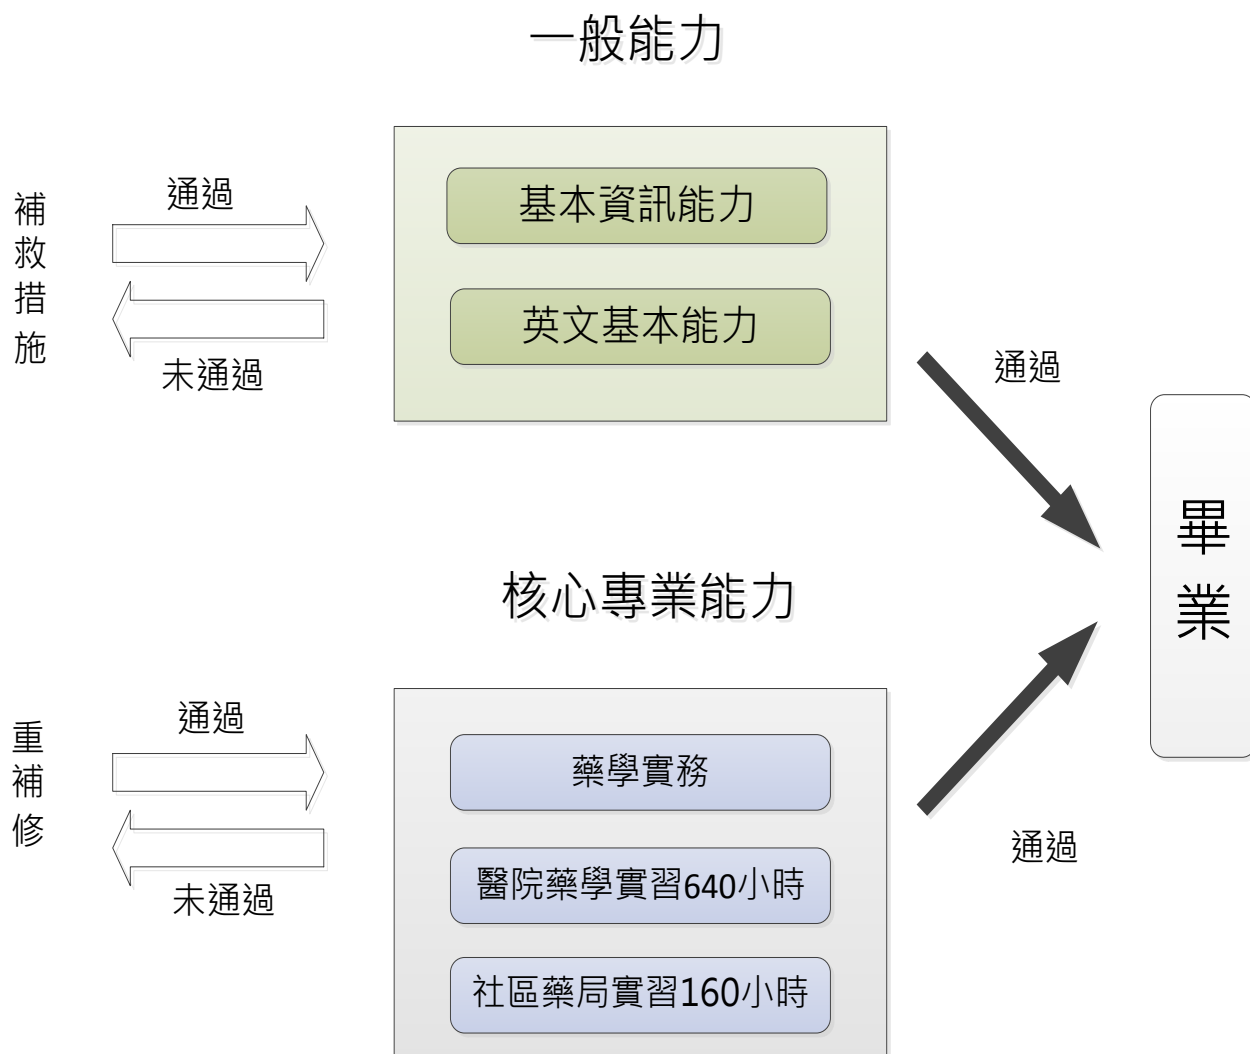 一般能力
補救措施
通過
未通過
基本資訊能力
英文基本能力
通過
畢業
核心專業能力
重補修
通過
未通過
藥學實務
醫院藥學實習640小時
社區藥局實習160小時
通過